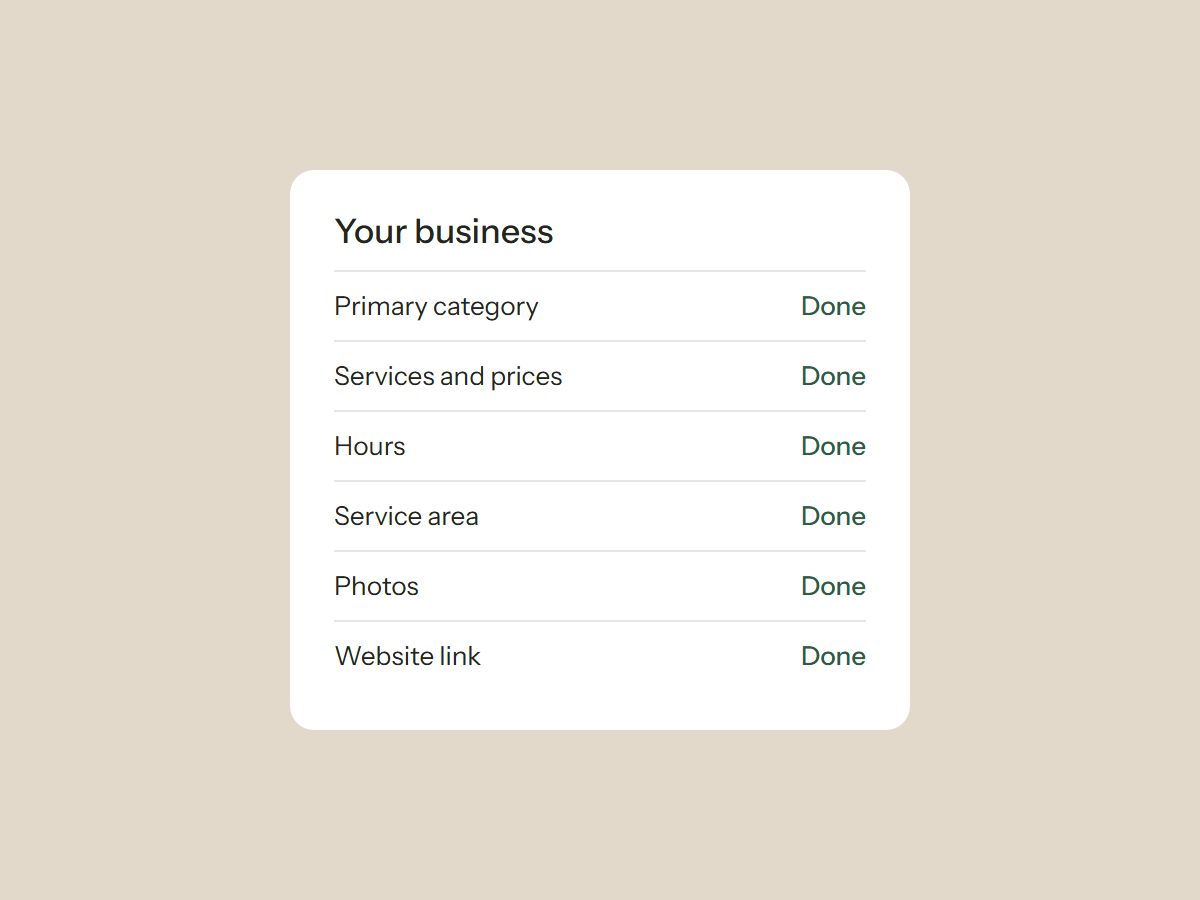 Your business
Primary category Done
Services and prices Done
Hours Done
Service area Done
Photos Done
Website link Done